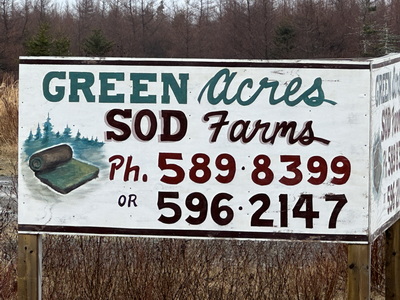 GREEN Acres
SOD Farms
Ph. 589·8399
OR 596·2147